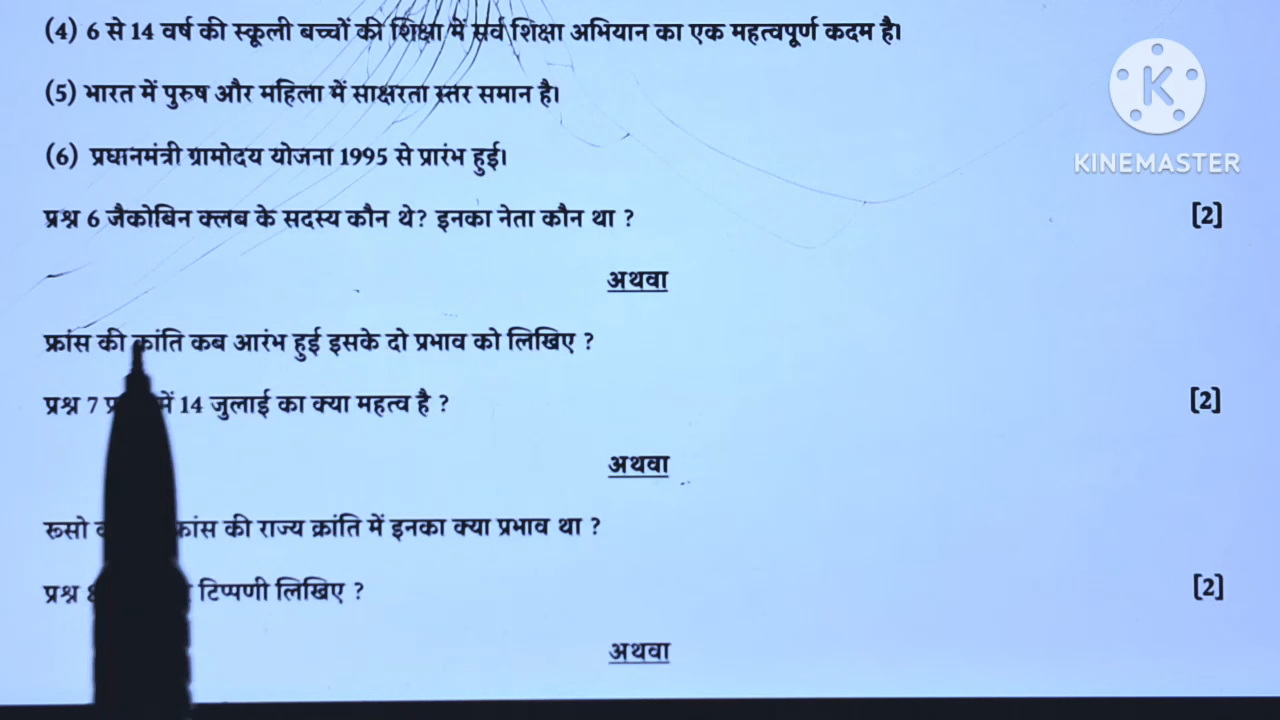 (4) 6 से 14 वर्ष की स्कूली बच्चों की शिक्षा में सर्व शिक्षा अभियान का एक महत्वपूर्ण कदम है।
(5) भारत में पुरुष और महिला में साक्षरता स्तर समान है।
(6) प्रधानमंत्री ग्रामोदय योजना 1995 से प्रारंभ हुई।
KINEMASTER
प्रश्न 6 जैकोबिन क्लब के सदस्य कौन थे? इनका नेता कौन था ? [2]
अथवा
फ्रांस की क्रांति कब आरंभ हुई इसके दो प्रभाव को लिखिए ?
प्रश्न 7 में 14 जुलाई का क्या महत्व है ? [2]
अथवा
रूसो की राज्य क्रांति में इनका क्या प्रभाव था ?
प्रश्न टिप्पणी लिखिए ? [2]
अथवा